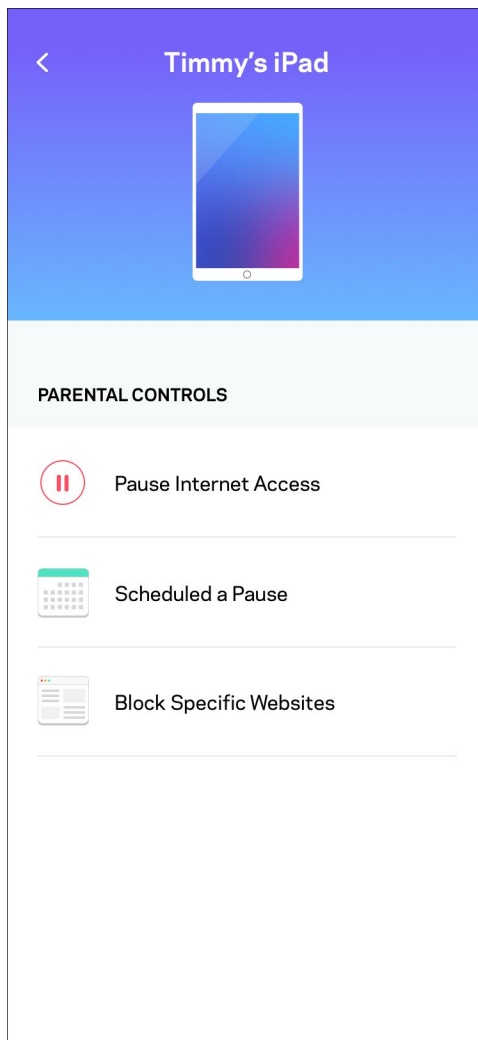 Timmy's iPad
PARENTAL CONTROLS
Pause Internet Access
Scheduled a Pause
Block Specific Websites